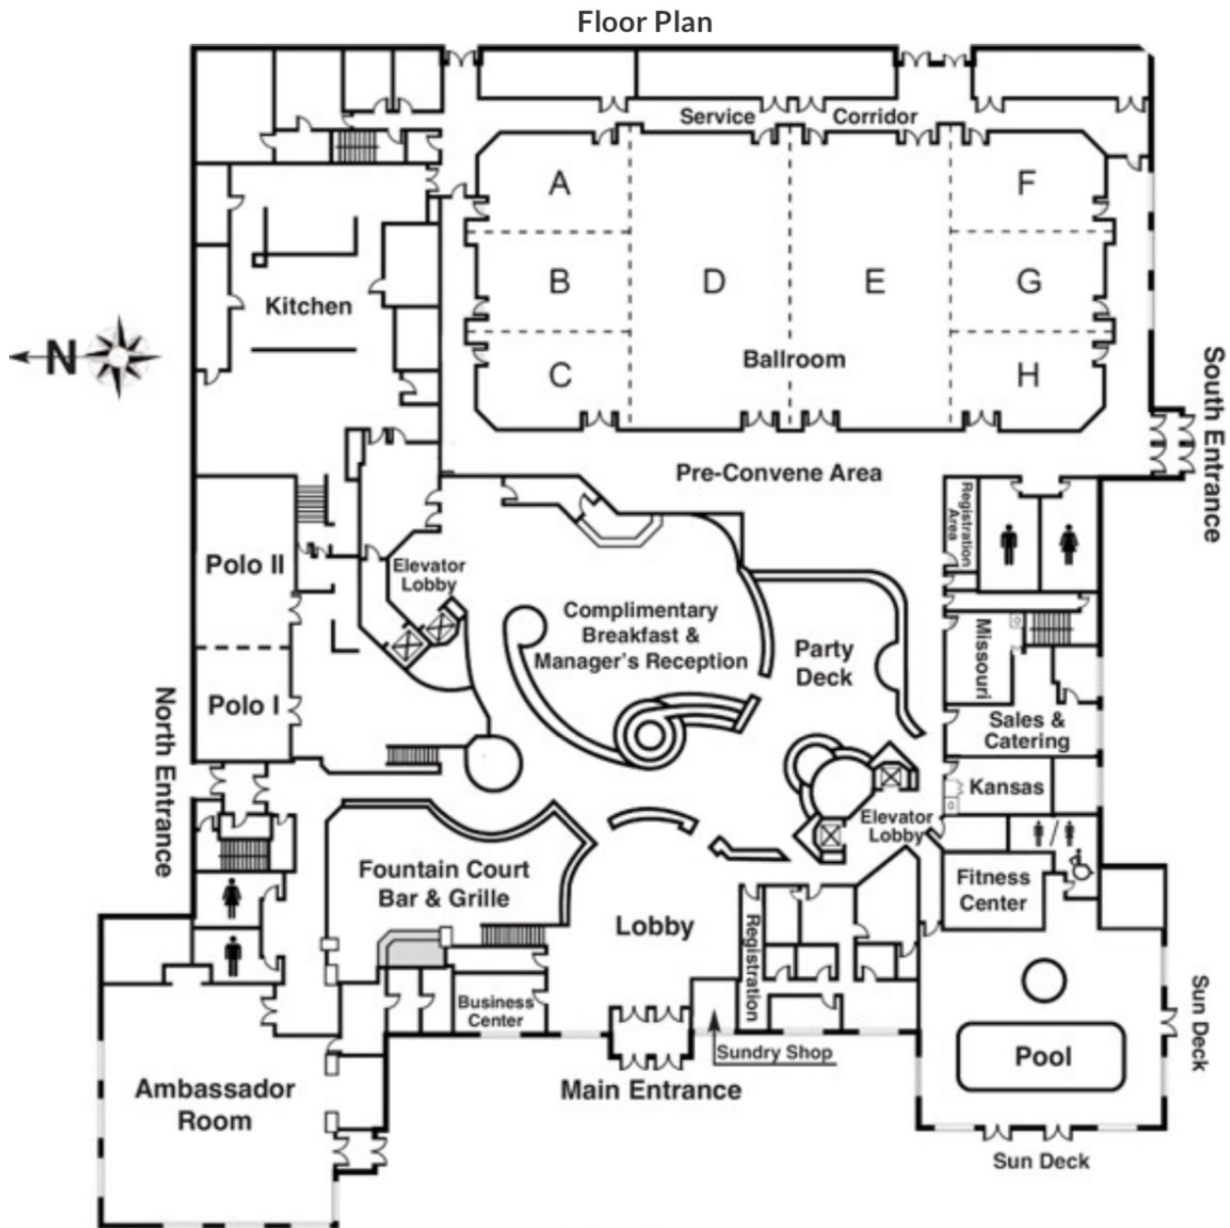 Floor Plan
Service Corridor
A
F
B
D
E
G
Kitchen
N
Ballroom
C
H
South Entrance
Pre-Convene Area
Registration
Area
Polo II
Elevator
Lobby
Complimentary
Breakfast &
Manager's Reception
Party
Deck
Missouri
Polo I
Sales &
Catering
North Entrance
Kansas
Elevator
Lobby
/
Fountain Court
Bar & Grille
Fitness
Center
Lobby
Registration
Business
Center
Sundry Shop
Pool
Sun Deck
Ambassador
Room
Main Entrance
Sun Deck